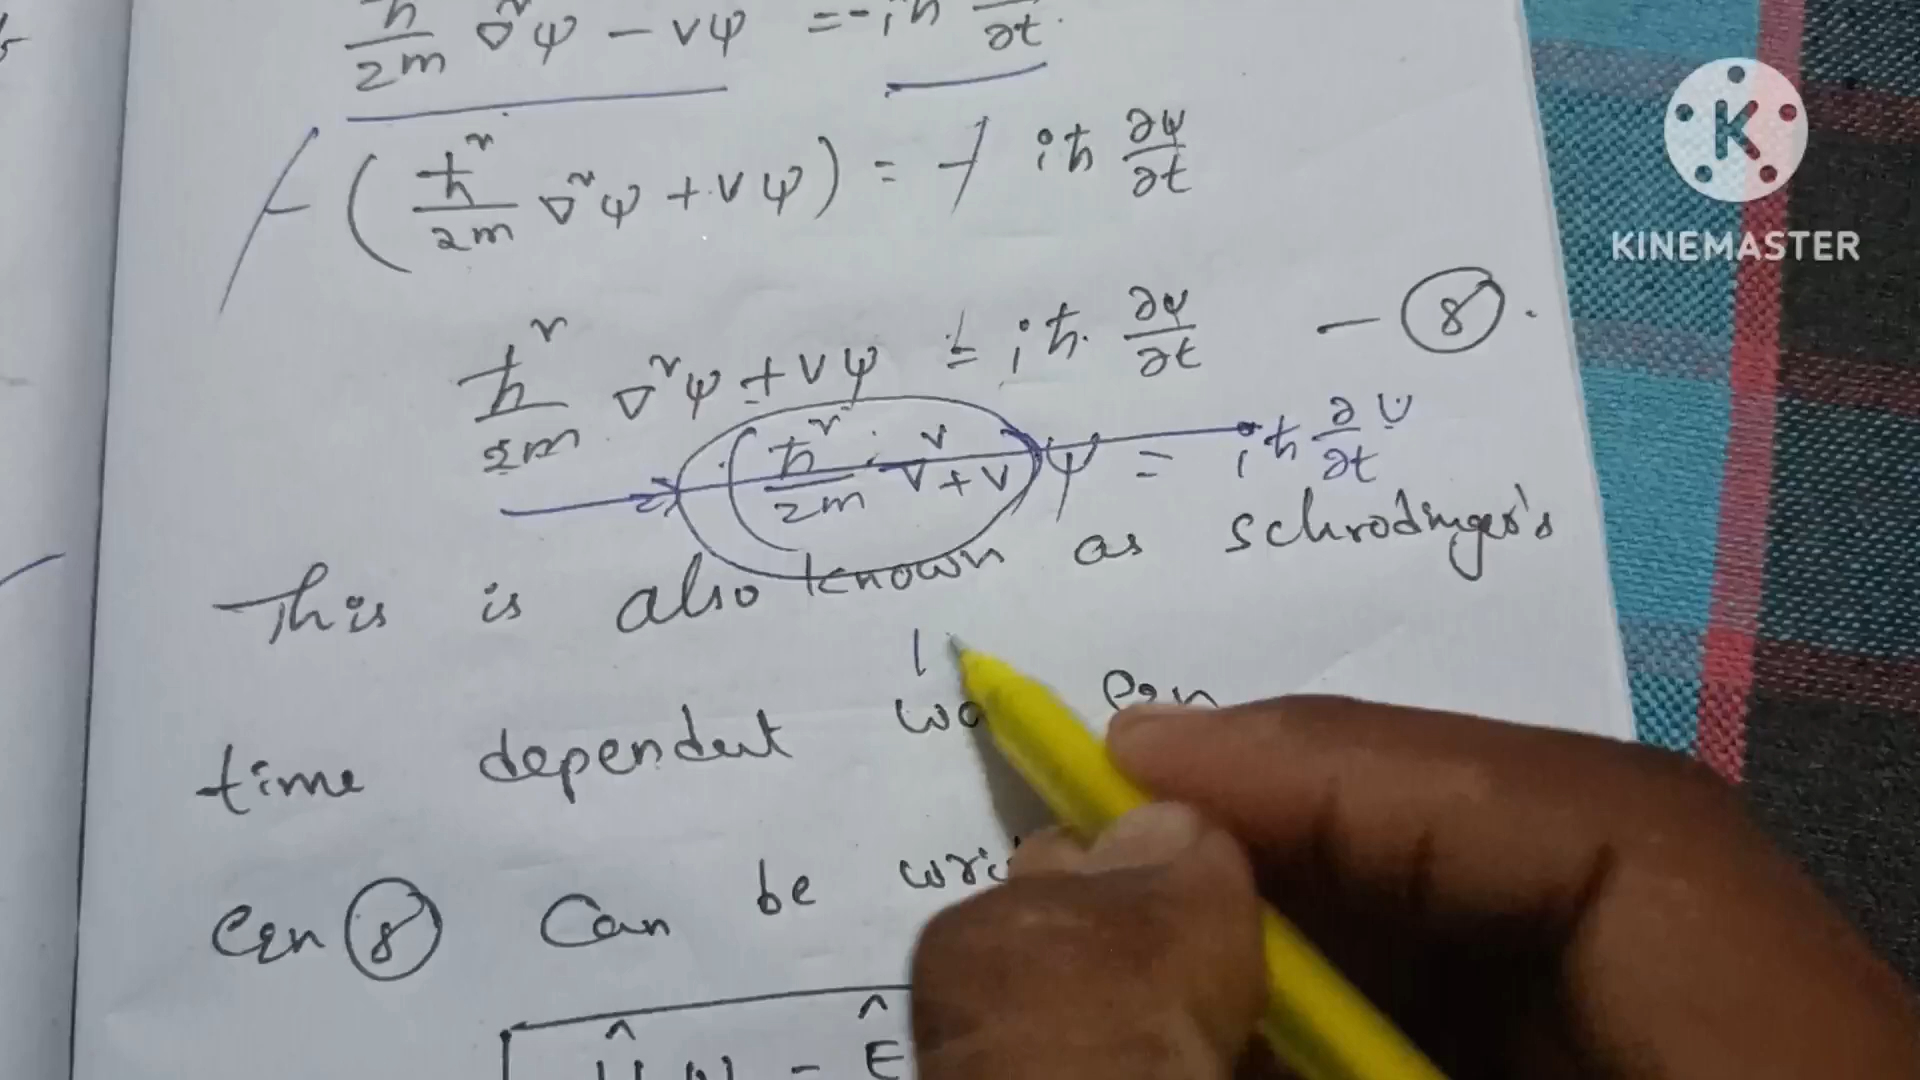 ħ/2m ∇²ψ - Vψ = -iħ ∂t.
- (ħ²/2m ∇²ψ + Vψ) = - iħ ∂ψ/∂t
KINEMASTER
ħ²/2m ∇²ψ + Vψ = iħ ∂ψ/∂t - 8.
(ħ²/2m ∇² + V) ψ = iħ ∂/∂t ψ
This is also known as schrodinger's
time dependent eqn
Eqn 8 can be